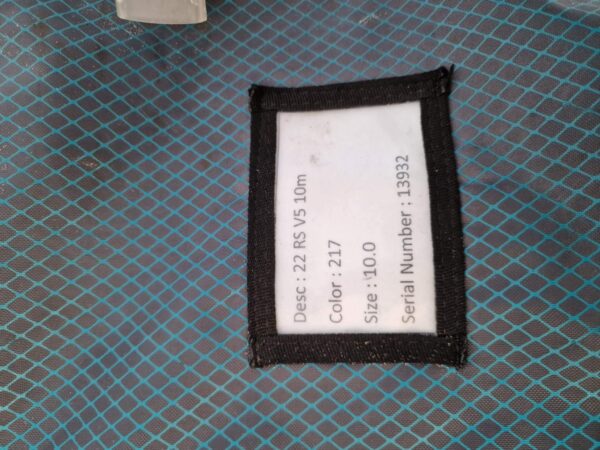 Desc : 22 RS V5 10m
Color : 217
Size : 10.0
Serial Number : 13932